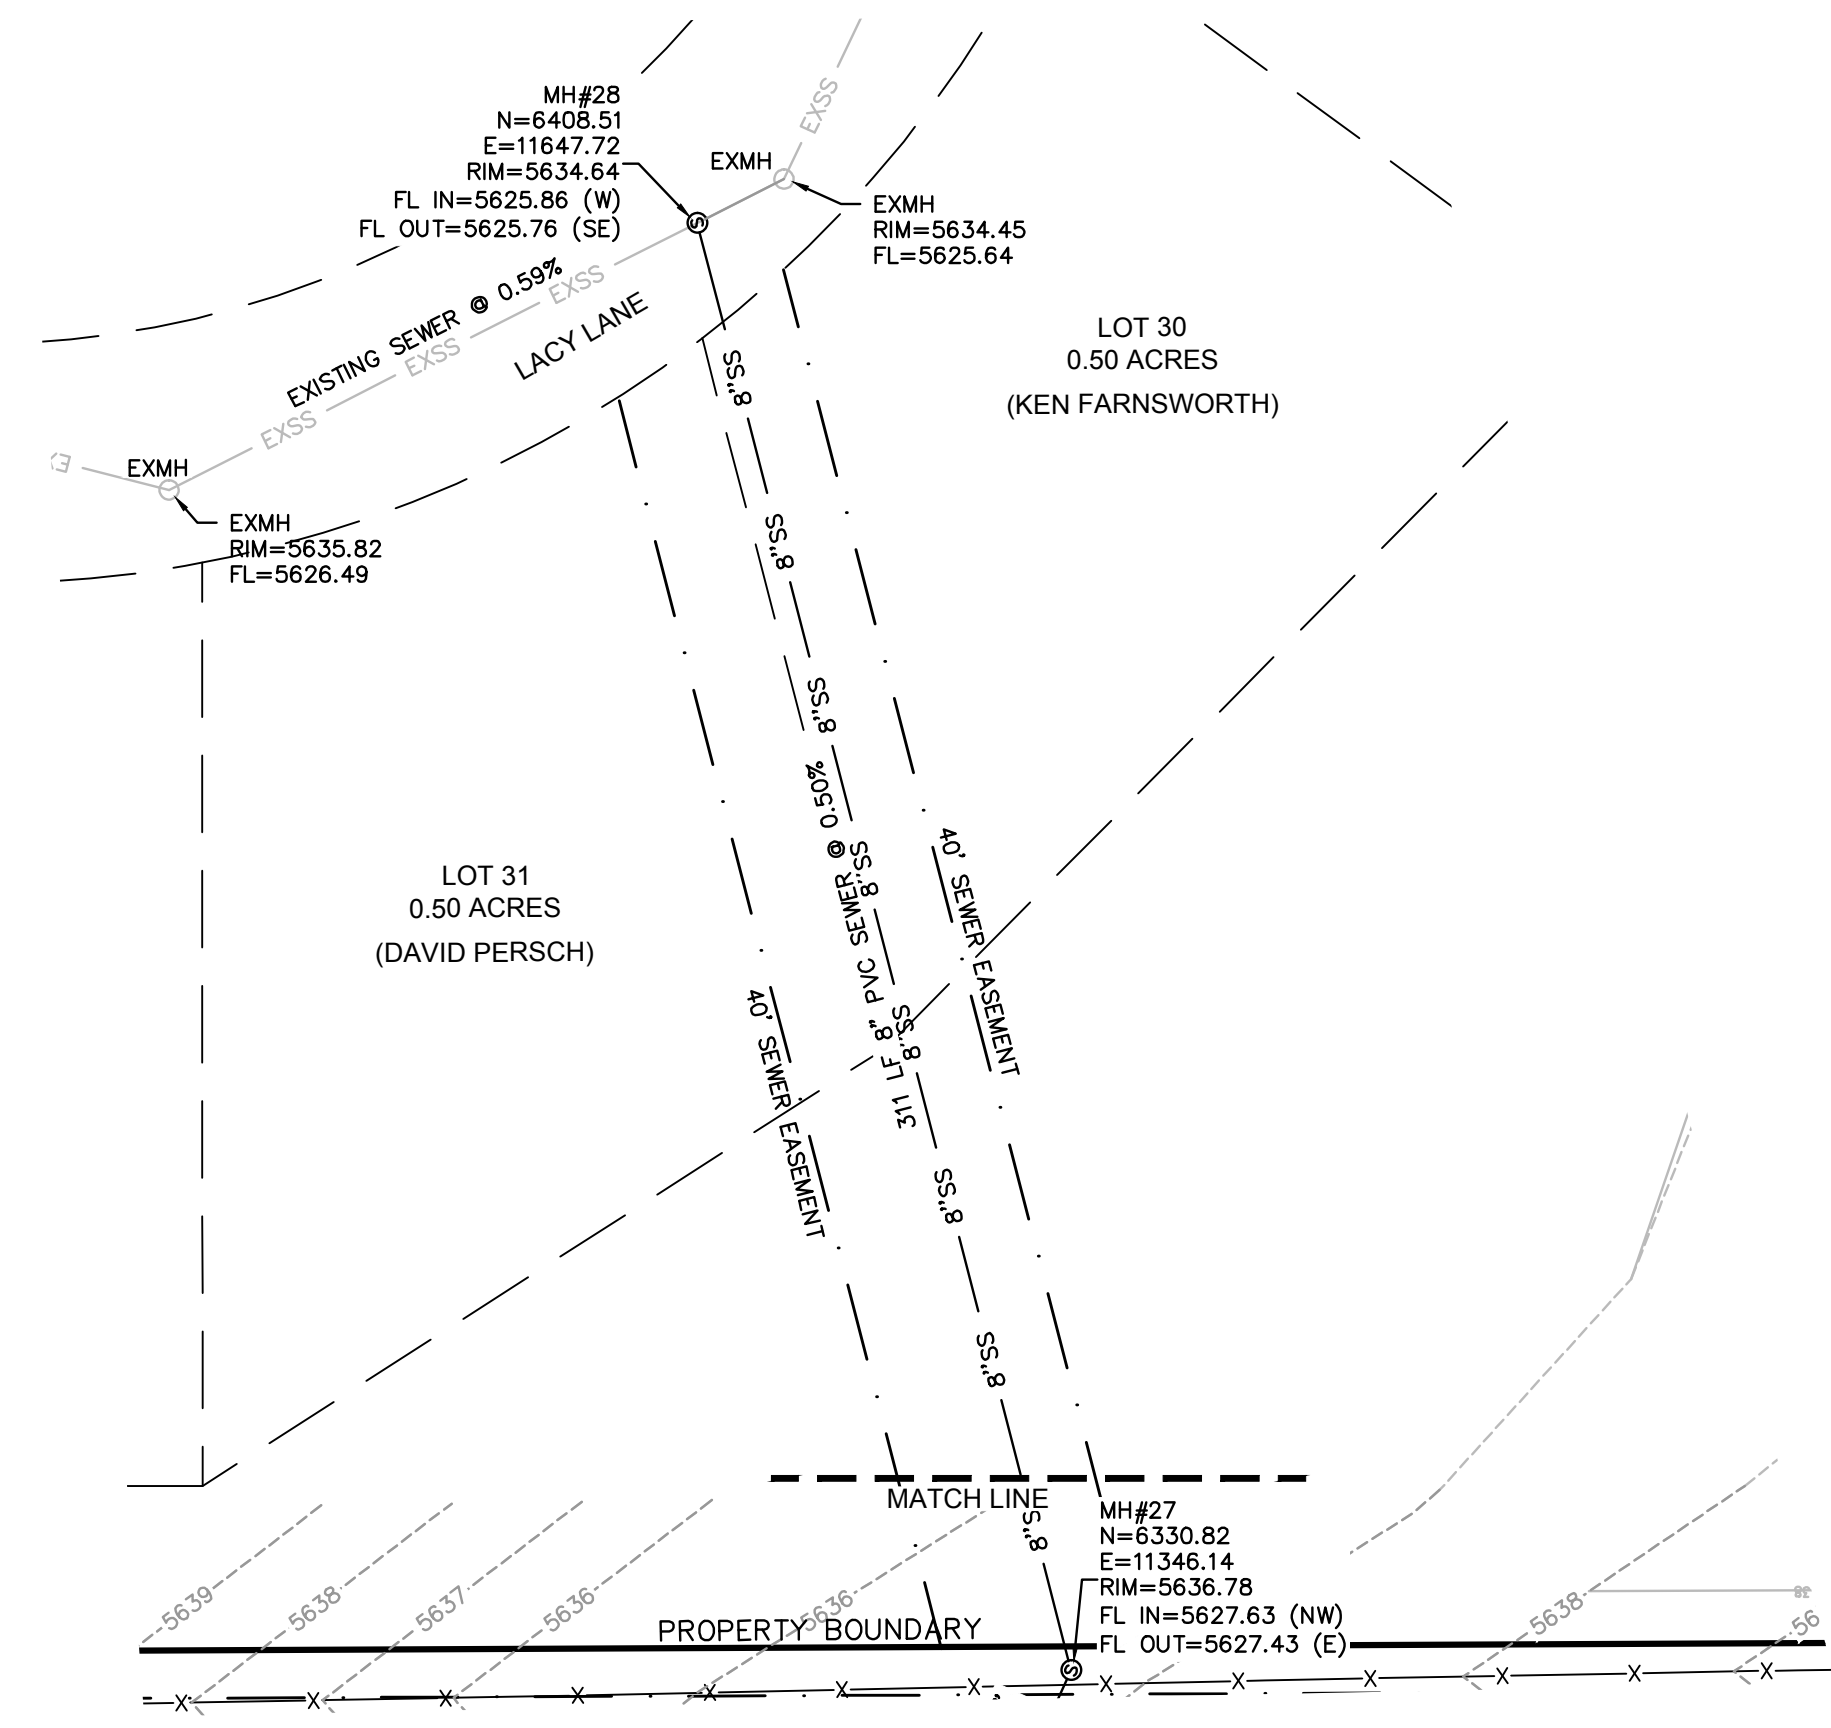 MH#28
N=6408.51
E=11647.72
RIM=5634.64
FL IN=5625.86 (W)
FL OUT=5625.76 (SE)
EXSS
EXMH
EXMH
RIM=5634.45
FL=5625.64
EXISTING SEWER @ 0.59%
EXSS
EXSS
EXSS
LACY LANE
EXMH
EXMH
RIM=5635.82
FL=5626.49
LOT 30
0.50 ACRES
(KEN FARNSWORTH)
8"SS
8"SS
8"SS
8"SS
8"SS
8"SS
8"SS
311 LF 8" PVC SEWER @ 0.50%
40' SEWER EASEMENT
40' SEWER EASEMENT
LOT 31
0.50 ACRES
(DAVID PERSCH)
MATCH LINE
8"S
MH#27
N=6330.82
E=11346.14
RIM=5636.78
FL IN=5627.63 (NW)
FL OUT=5627.43 (E)
5639
5638
5637
5636
5636
5638
38
56
PROPERTY BOUNDARY
S
S
X X X X X X X X X X X X X